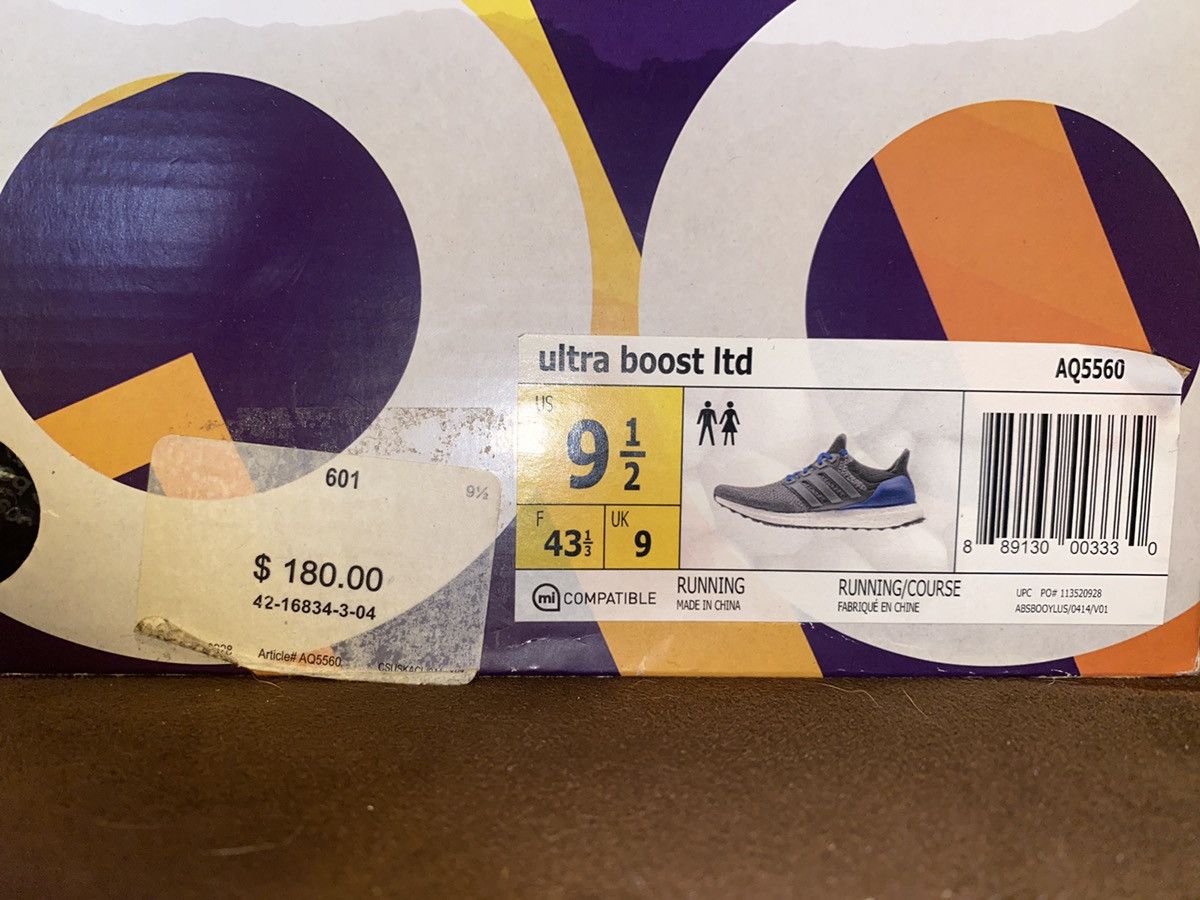 ultra boost ltd
AQ5560
US
9 1/2
F
43 1/3
UK
9
8 89130 00333 0
mi COMPATIBLE
RUNNING
MADE IN CHINA
RUNNING/COURSE
FABRIQUÉ EN CHINE
UPC PO# 113520928
ABSBOOYLUS/0414/V01
601
9½
$ 180.00
42-16834-3-04
Article# AQ5560